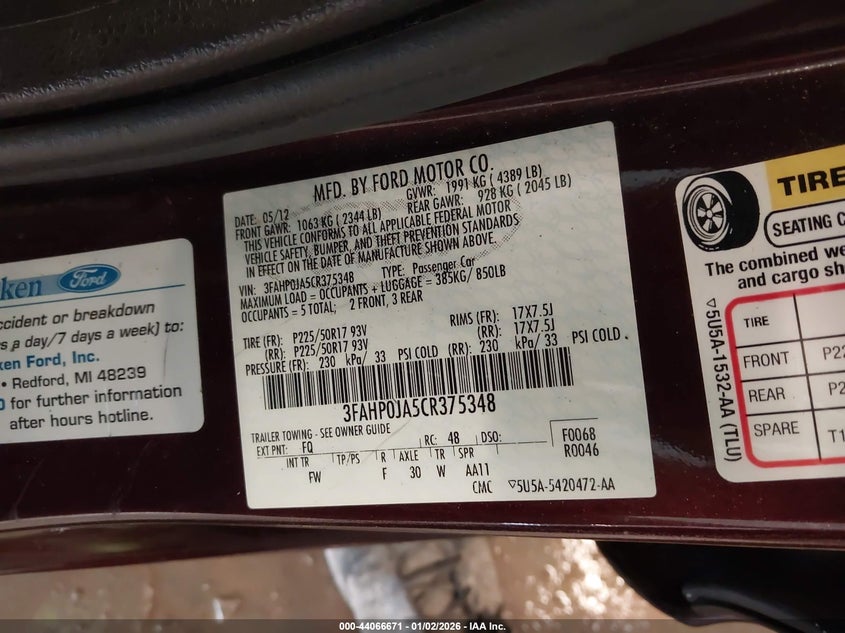 MFD. BY FORD MOTOR CO.
DATE: 05/12
GVWR: 1991 KG ( 4389 LB)
FRONT GAWR: 1063 KG ( 2344 LB)
REAR GAWR: 928 KG ( 2045 LB)
THIS VEHICLE CONFORMS TO ALL APPLICABLE FEDERAL MOTOR
VEHICLE SAFETY, BUMPER, AND THEFT PREVENTION STANDARDS
IN EFFECT ON THE DATE OF MANUFACTURE SHOWN ABOVE.
VIN: 3FAHP0JA5CR375348 TYPE: Passenger Car
MAXIMUM LOAD = OCCUPANTS + LUGGAGE = 385KG/ 850LB
OCCUPANTS = 5 TOTAL; 2 FRONT, 3 REAR
TIRE (FR): P225/50R17 93V RIMS (FR): 17X7.5J
(RR): P225/50R17 93V (RR): 17X7.5J
PRESSURE (FR): 230 kPa/ 33 PSI COLD (RR): 230 kPa/ 33 PSI COLD .
3FAHP0JA5CR375348
TRAILER TOWING - SEE OWNER GUIDE
EXT PNT: FQ RC: 48 DSO: F0068
R0046
INT TR TP/PS R AXLE TR SPR
FW F 30 W AA11
CMC ▽5U5A-5420472-AA
ken Ford
ccident or breakdown
s a day/7 days a week) to:
ken Ford, Inc.
• Redford, MI 48239
0 for further information
after hours hotline.
TIRE
SEATING C
The combined we
and cargo sh
TIRE
FRONT P22
REAR P2
SPARE T1
▽5U5A-1532-AA (TLU)
000-44066671 - 01/02/2026 - IAA Inc.